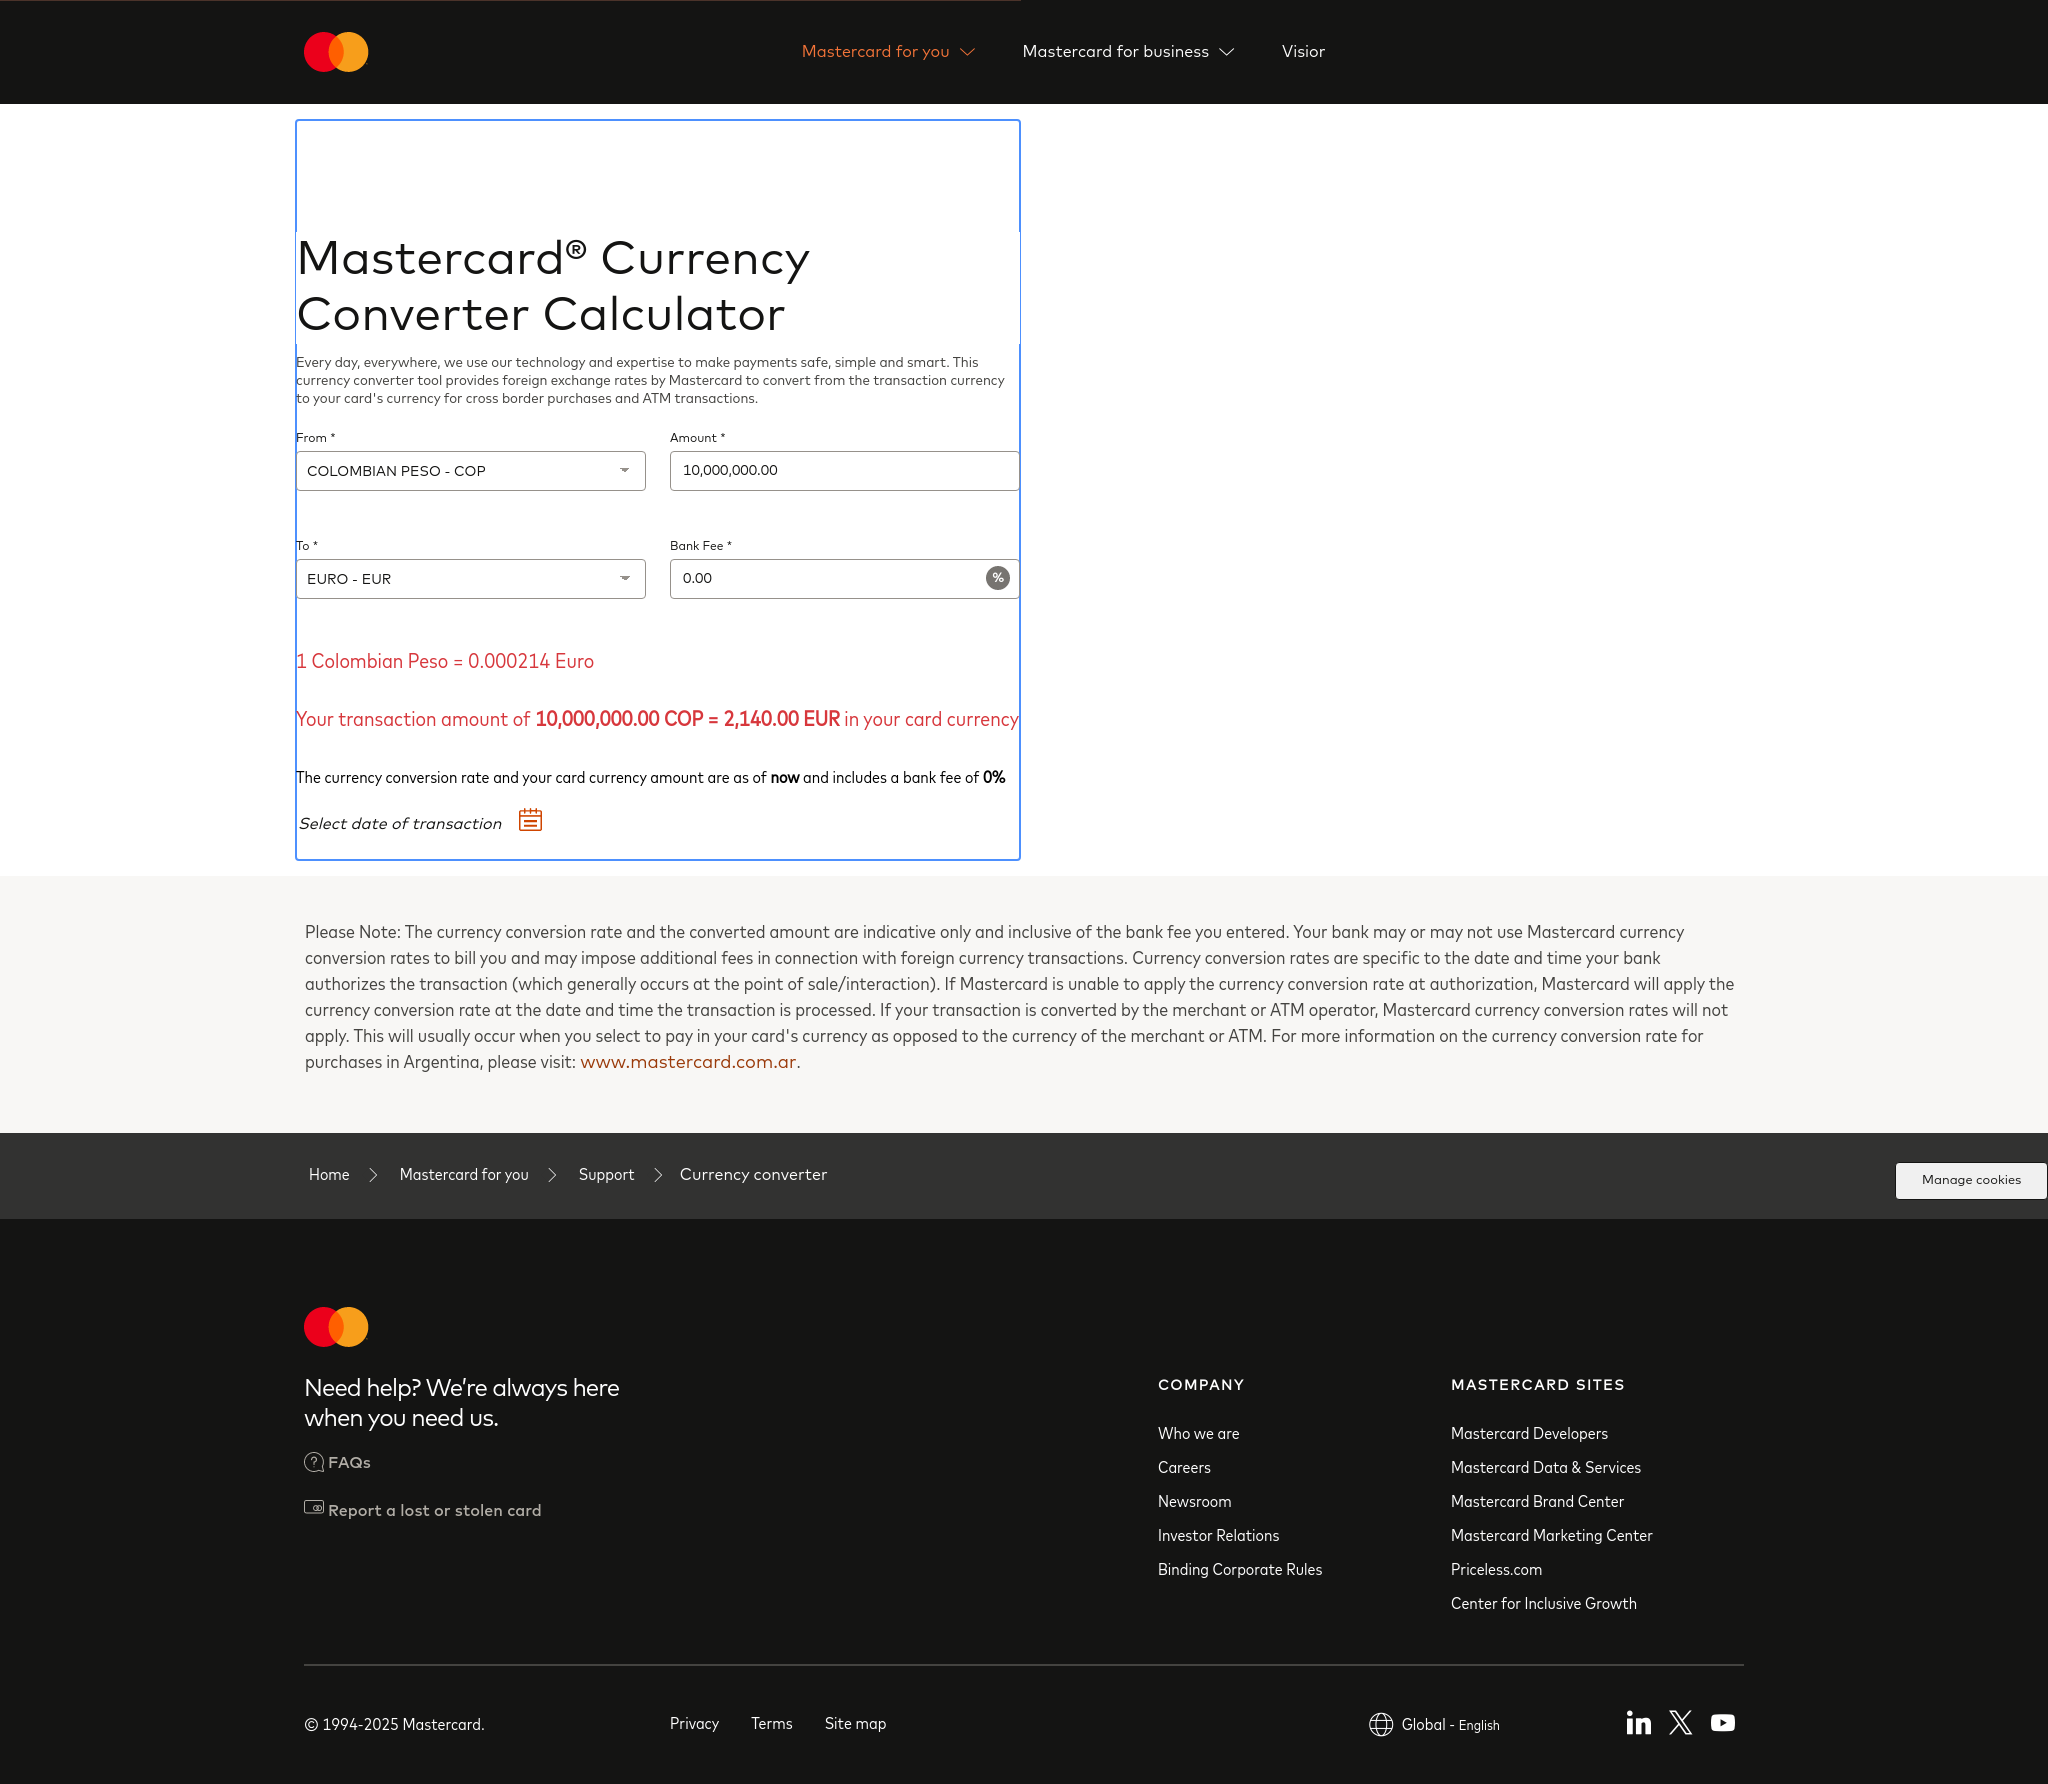 Mastercard for you
Mastercard for business
Visior
Mastercard® Currency
Converter Calculator
Every day, everywhere, we use our technology and expertise to make payments safe, simple and smart. This
currency converter tool provides foreign exchange rates by Mastercard to convert from the transaction currency
to your card's currency for cross border purchases and ATM transactions.
From *
Amount *
COLOMBIAN PESO - COP
10,000,000.00
To *
Bank Fee *
EURO - EUR
0.00
%
1 Colombian Peso = 0.000214 Euro
Your transaction amount of 10,000,000.00 COP = 2,140.00 EUR in your card currency
The currency conversion rate and your card currency amount are as of now and includes a bank fee of 0%
Select date of transaction
Please Note: The currency conversion rate and the converted amount are indicative only and inclusive of the bank fee you entered. Your bank may or may not use Mastercard currency
conversion rates to bill you and may impose additional fees in connection with foreign currency transactions. Currency conversion rates are specific to the date and time your bank
authorizes the transaction (which generally occurs at the point of sale/interaction). If Mastercard is unable to apply the currency conversion rate at authorization, Mastercard will apply the
currency conversion rate at the date and time the transaction is processed. If your transaction is converted by the merchant or ATM operator, Mastercard currency conversion rates will not
apply. This will usually occur when you select to pay in your card's currency as opposed to the currency of the merchant or ATM. For more information on the currency conversion rate for
purchases in Argentina, please visit: www.mastercard.com.ar.
Home
Mastercard for you
Support
Currency converter
Manage cookies
Need help? We're always here
when you need us.
FAQs
Report a lost or stolen card
COMPANY
Who we are
Careers
Newsroom
Investor Relations
Binding Corporate Rules
MASTERCARD SITES
Mastercard Developers
Mastercard Data & Services
Mastercard Brand Center
Mastercard Marketing Center
Priceless.com
Center for Inclusive Growth
© 1994-2025 Mastercard.
Privacy
Terms
Site map
Global - English